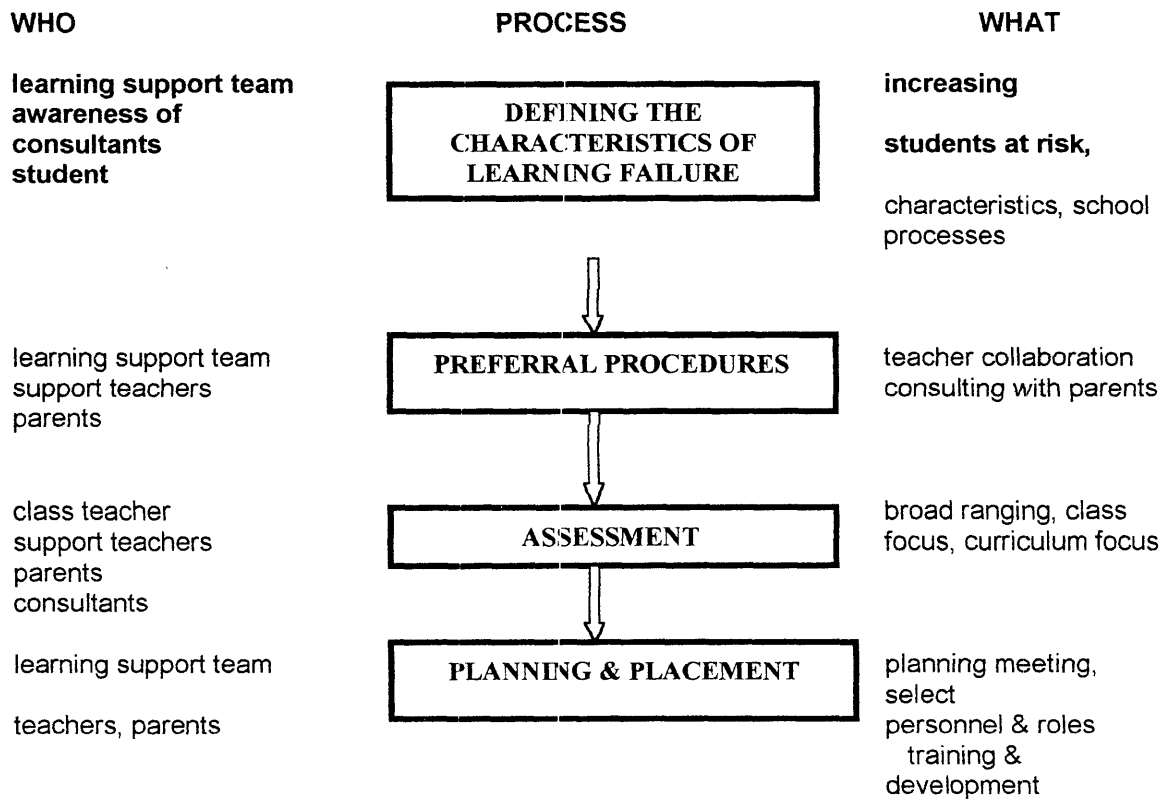 WHO PROCESS WHAT
learning support team
awareness of
consultants
student
DEFINING THE
CHARACTERISTICS OF
LEARNING FAILURE
increasing
students at risk,
characteristics, school
processes
learning support team
support teachers
parents
PREFERRAL PROCEDURES
teacher collaboration
consulting with parents
class teacher
support teachers
parents
consultants
ASSESSMENT
broad ranging, class
focus, curriculum focus
learning support team
teachers, parents
PLANNING & PLACEMENT
planning meeting,
select
personnel & roles
training &
development